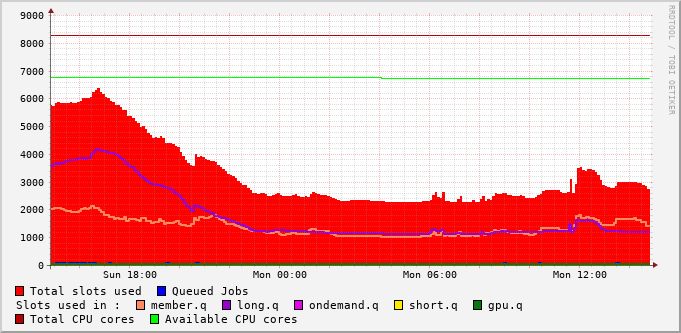 RRDTOOL / TOBI OETIKER
9000
8000
7000
6000
5000
4000
3000
2000
1000
0
Sun 18:00 Mon 00:00 Mon 06:00 Mon 12:00
Total slots used Queued Jobs
Slots used in : member.q long.q ondemand.q short.q gpu.q
Total CPU cores Available CPU cores